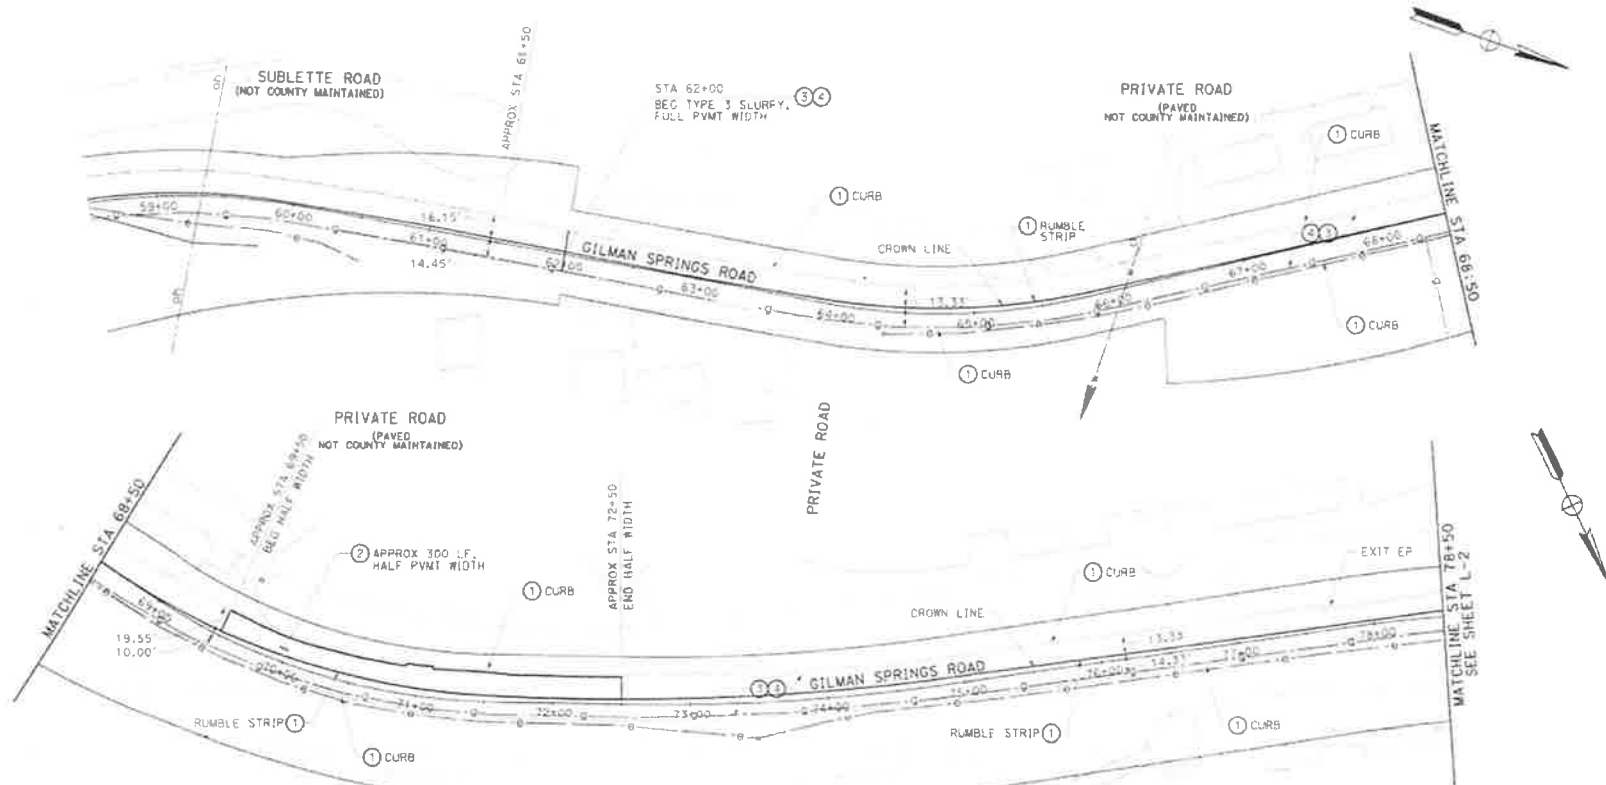 SUBLETTE ROAD
(NOT COUNTY MAINTAINED)
APPROX STA 61+50
STA 62+00
BEG TYPE 3 SLURRY,
FULL PVMT WIDTH
3 4
PRIVATE ROAD
(PAVED
NOT COUNTY MAINTAINED)
1 CURB
MATCHLINE STA 68+50
1 CURB
1 RUMBLE
STRIP
CROWN LINE
59+00
60+00
16.15'
61+00
14.45'
62+00
GILMAN SPRINGS ROAD
63+00
13.33'
65+00
66+00
67+00
4 3
68+00
1 CURB
1 CURB
PRIVATE ROAD
(PAVED
NOT COUNTY MAINTAINED)
PRIVATE ROAD
MATCHLINE STA 68+50
APPROX STA 69+50
BEG HALF WIDTH
2 APPROX 300 LF,
HALF PVMT WIDTH
1 CURB
APPROX STA 72+50
END HALF WIDTH
1 CURB
EXIT EP
CROWN LINE
MATCHLINE STA 78+50
SEE SHEET L-2
69+00
19.55'
10.00'
70+00
71+00
72+00
73+00
74+00
3 4
GILMAN SPRINGS ROAD
75+00
76+00
13.33'
14.33'
77+00
78+00
RUMBLE STRIP 1
1 CURB
RUMBLE STRIP 1
1 CURB